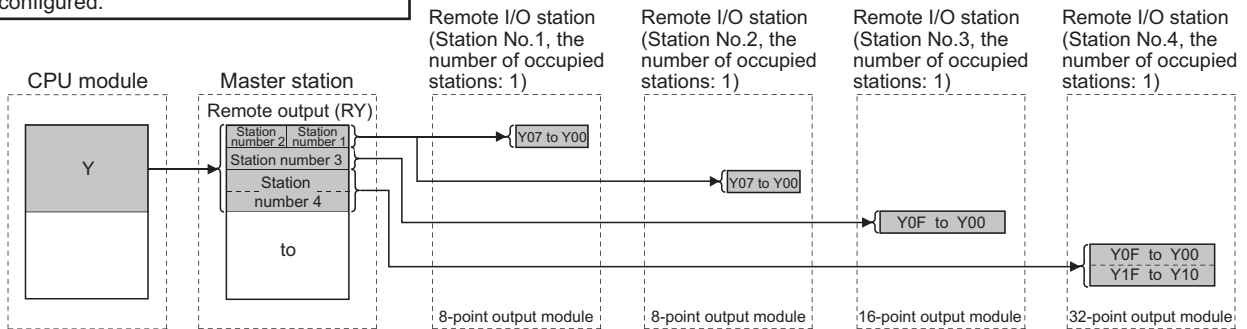 configured.
Remote I/O station
(Station No.1, the
number of occupied
stations: 1)
Remote I/O station
(Station No.2, the
number of occupied
stations: 1)
Remote I/O station
(Station No.3, the
number of occupied
stations: 1)
Remote I/O station
(Station No.4, the
number of occupied
stations: 1)
CPU module
Master station
Remote output (RY)
Y
Station
number 2
Station
number 1
Station number 3
Station
number 4
to
Y07 to Y00
Y07 to Y00
Y0F to Y00
Y0F to Y00
Y1F to Y10
8-point output module
8-point output module
16-point output module
32-point output module